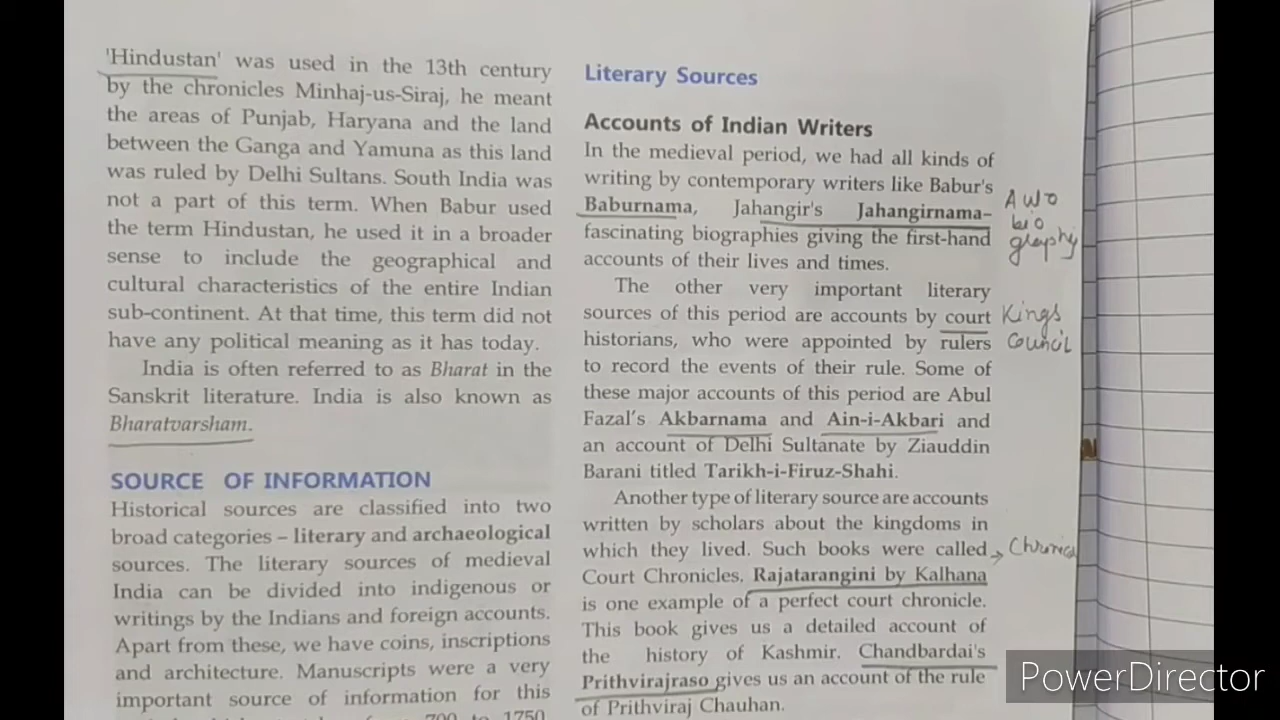 'Hindustan' was used in the 13th century
by the chronicles Minhaj-us-Siraj, he meant
the areas of Punjab, Haryana and the land
between the Ganga and Yamuna as this land
was ruled by Delhi Sultans. South India was
not a part of this term. When Babur used
the term Hindustan, he used it in a broader
sense to include the geographical and
cultural characteristics of the entire Indian
sub-continent. At that time, this term did not
have any political meaning as it has today.
India is often referred to as Bharat in the
Sanskrit literature. India is also known as
Bharatvarsham.
SOURCE OF INFORMATION
Historical sources are classified into two
broad categories – literary and archaeological
sources. The literary sources of medieval
India can be divided into indigenous or
writings by the Indians and foreign accounts.
Apart from these, we have coins, inscriptions
and architecture. Manuscripts were a very
important source of information for this
700 to 1750
Literary Sources
Accounts of Indian Writers
In the medieval period, we had all kinds of
writing by contemporary writers like Babur's
Baburnama, Jahangir's Jahangirnama–
fascinating biographies giving the first-hand
accounts of their lives and times.
The other very important literary
sources of this period are accounts by court
historians, who were appointed by rulers
to record the events of their rule. Some of
these major accounts of this period are Abul
Fazal's Akbarnama and Ain-i-Akbari and
an account of Delhi Sultanate by Ziauddin
Barani titled Tarikh-i-Firuz-Shahi.
Another type of literary source are accounts
written by scholars about the kingdoms in
which they lived. Such books were called
Court Chronicles. Rajatarangini by Kalhana
is one example of a perfect court chronicle.
This book gives us a detailed account of
the history of Kashmir. Chandbardai's
Prithvirajraso gives us an account of the rule
of Prithviraj Chauhan.
bio
graphy
Kings
Council
PowerDirector